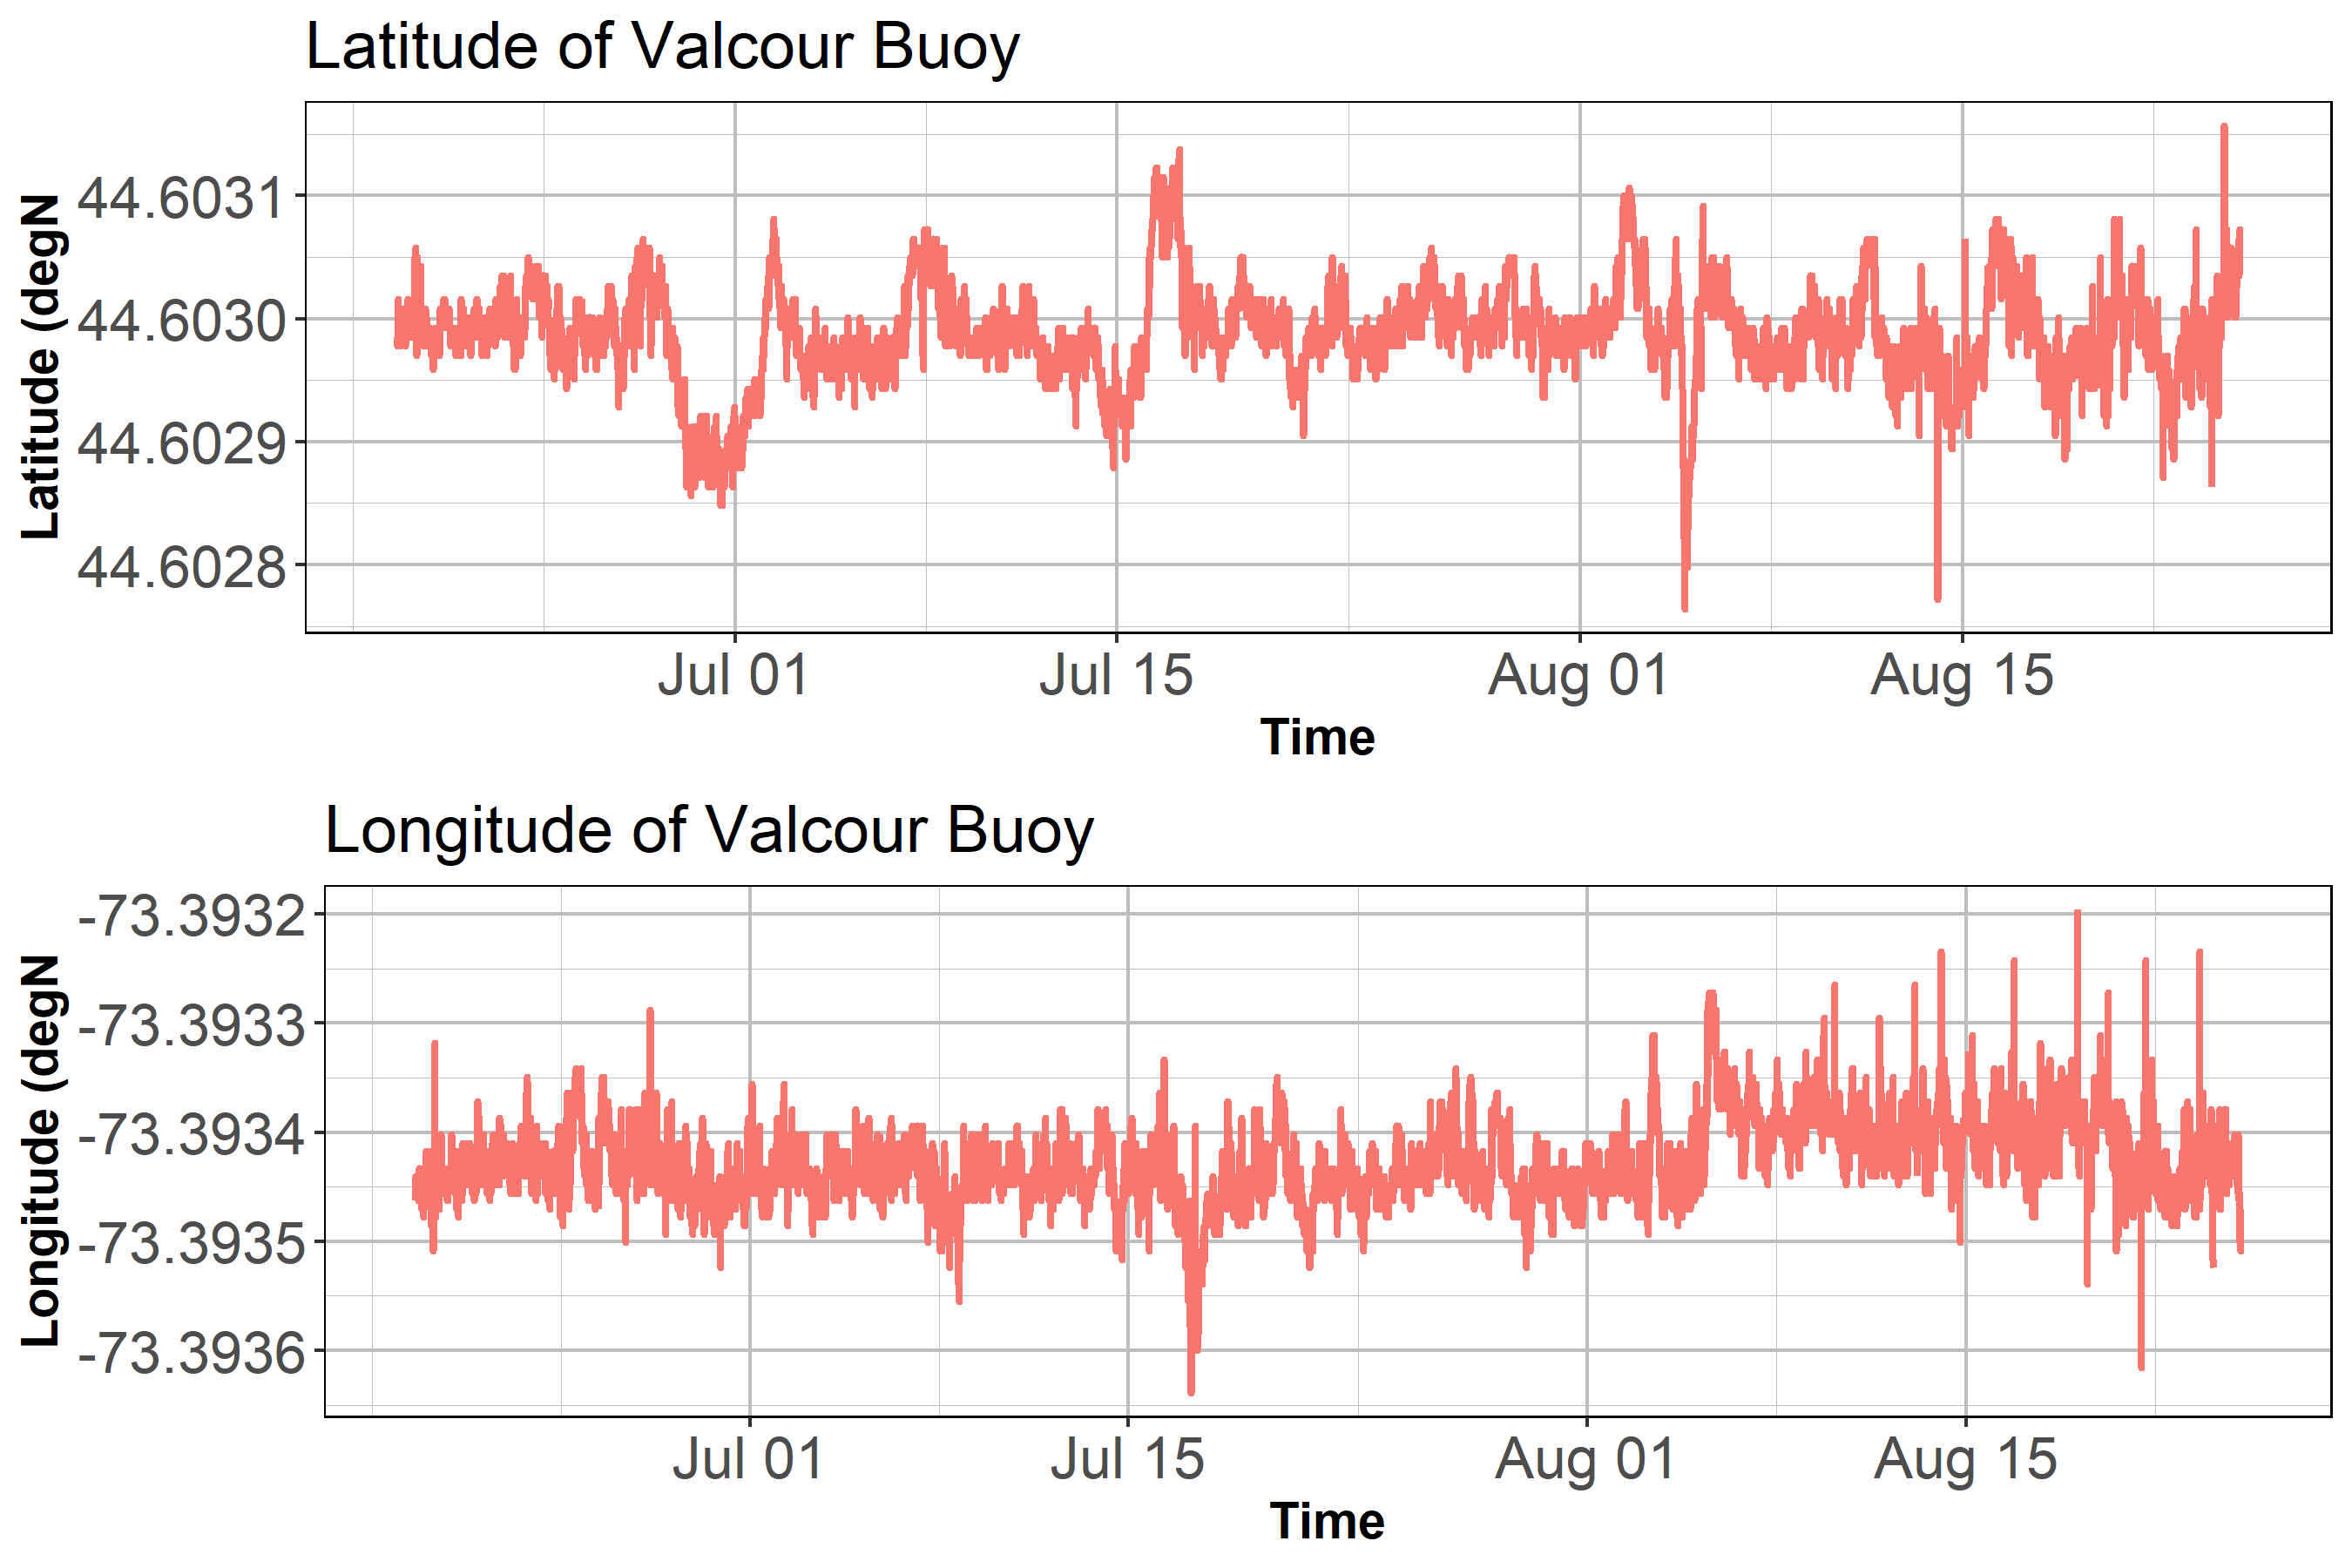 Latitude of Valcour Buoy
Latitude (degN
44.6031
44.6030
44.6029
44.6028
Jul 01 Jul 15 Aug 01 Aug 15
Time
Longitude of Valcour Buoy
Longitude (degN
-73.3932
-73.3933
-73.3934
-73.3935
-73.3936
Jul 01 Jul 15 Aug 01 Aug 15
Time